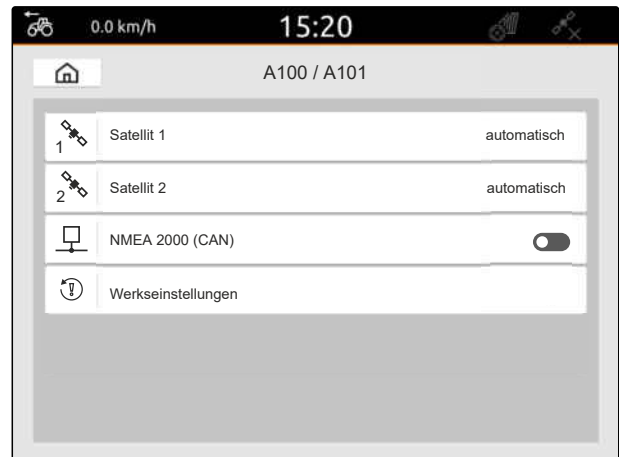 0.0 km/h 15:20
A100 / A101
1 Satellit 1 automatisch
2 Satellit 2 automatisch
NMEA 2000 (CAN)
Werkseinstellungen